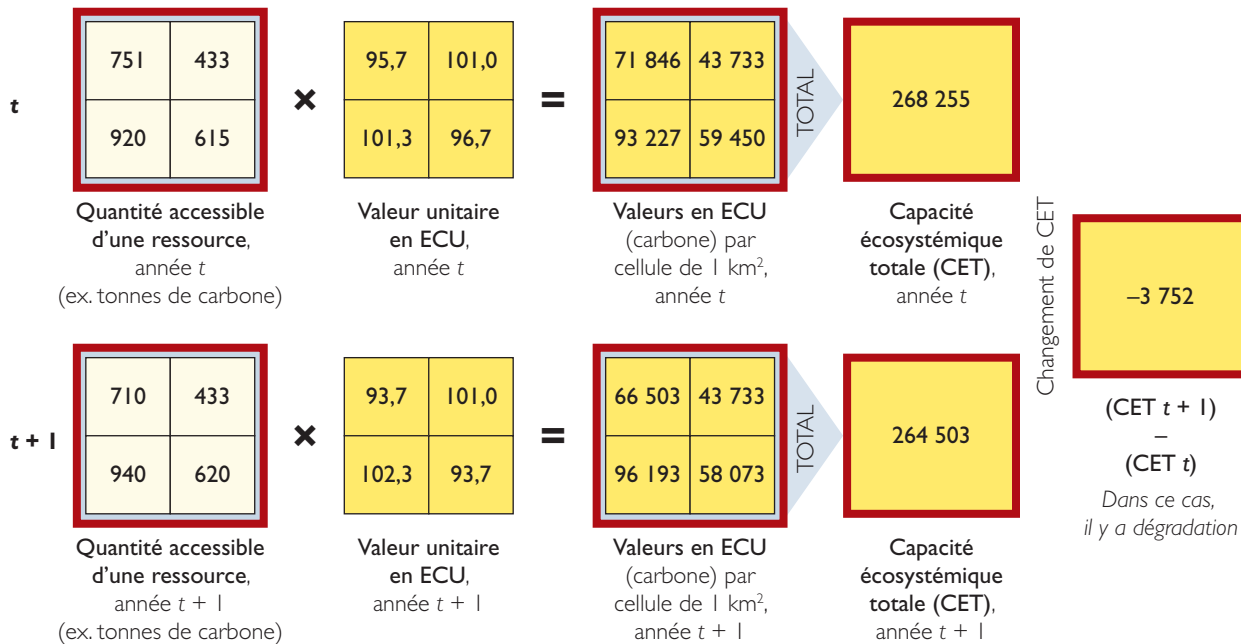 t
751 433
920 615
×
95,7 101,0
101,3 96,7
=
71 846 43 733
93 227 59 450
TOTAL
268 255
Quantité accessible
d’une ressource,
année t
(ex. tonnes de carbone)
Valeur unitaire
en ECU,
année t
Valeurs en ECU
(carbone) par
cellule de 1 km²,
année t
Capacité
écosystémique
totale (CET),
année t
t + 1
710 433
940 620
×
93,7 101,0
102,3 93,7
=
66 503 43 733
96 193 58 073
TOTAL
264 503
Quantité accessible
d’une ressource,
année t + 1
(ex. tonnes de carbone)
Valeur unitaire
en ECU,
année t + 1
Valeurs en ECU
(carbone) par
cellule de 1 km²,
année t + 1
Capacité
écosystémique
totale (CET),
année t + 1
Changement de CET
–3 752
(CET t + 1)
–
(CET t)
Dans ce cas,
il y a dégradation